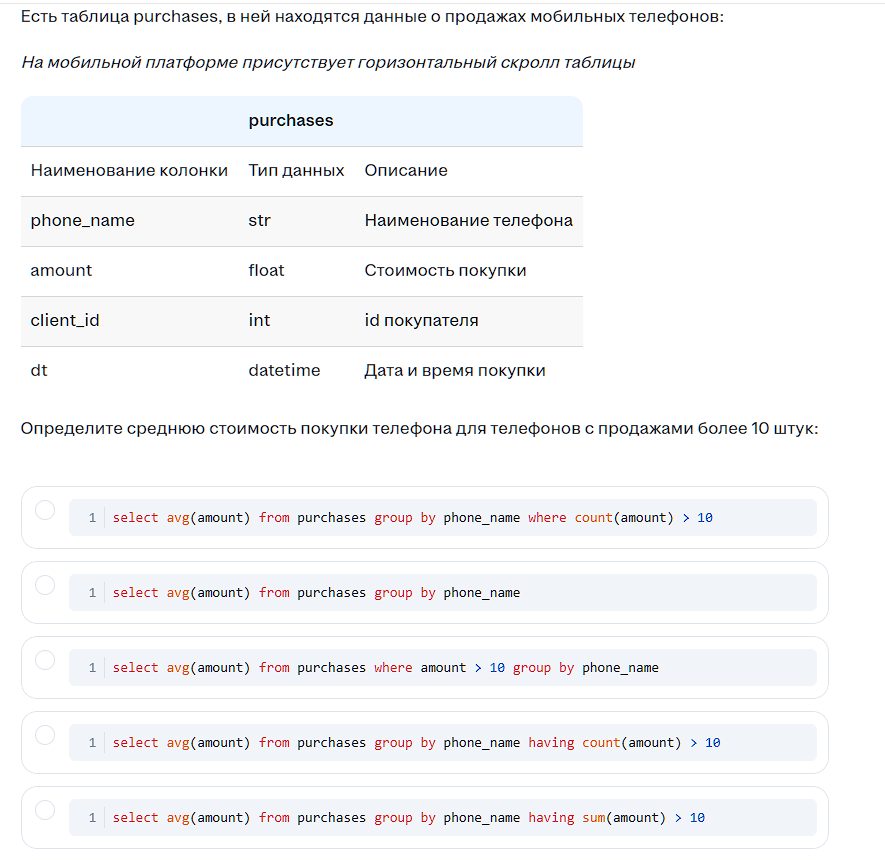 Есть таблица purchases, в ней находятся данные о продажах мобильных телефонов:
На мобильной платформе присутствует горизонтальный скролл таблицы
purchases
Наименование колонки Тип данных Описание
phone_name str Наименование телефона
amount float Стоимость покупки
client_id int id покупателя
dt datetime Дата и время покупки
Определите среднюю стоимость покупки телефона для телефонов с продажами более 10 штук:
1 select avg(amount) from purchases group by phone_name where count(amount) > 10
1 select avg(amount) from purchases group by phone_name
1 select avg(amount) from purchases where amount > 10 group by phone_name
1 select avg(amount) from purchases group by phone_name having count(amount) > 10
1 select avg(amount) from purchases group by phone_name having sum(amount) > 10